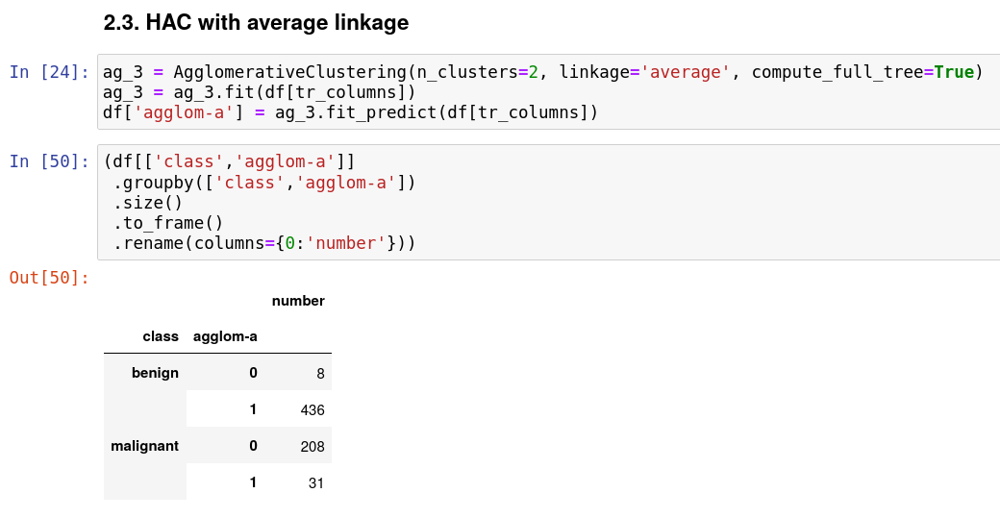 2.3. HAC with average linkage
In [24]: ag_3 = AgglomerativeClustering(n_clusters=2, linkage='average', compute_full_tree=True)
ag_3 = ag_3.fit(df[tr_columns])
df['agglom-a'] = ag_3.fit_predict(df[tr_columns])
In [50]: (df[['class','agglom-a']]
.groupby(['class','agglom-a'])
.size()
.to_frame()
.rename(columns={0:'number'}))
Out[50]:
number
class agglom-a
benign 0 8
1 436
malignant 0 208
1 31